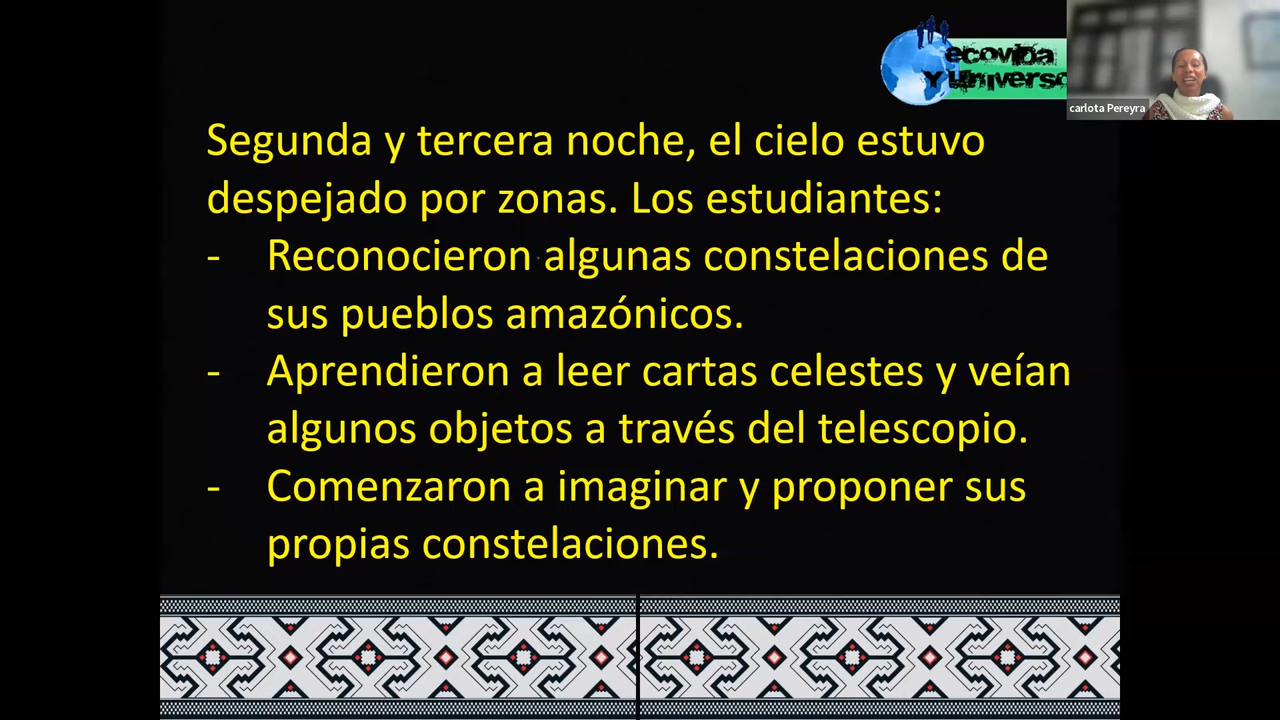 ecovida
y universo
carlota Pereyra
Segunda y tercera noche, el cielo estuvo
despejado por zonas. Los estudiantes:
- Reconocieron algunas constelaciones de
sus pueblos amazónicos.
- Aprendieron a leer cartas celestes y veían
algunos objetos a través del telescopio.
- Comenzaron a imaginar y proponer sus
propias constelaciones.